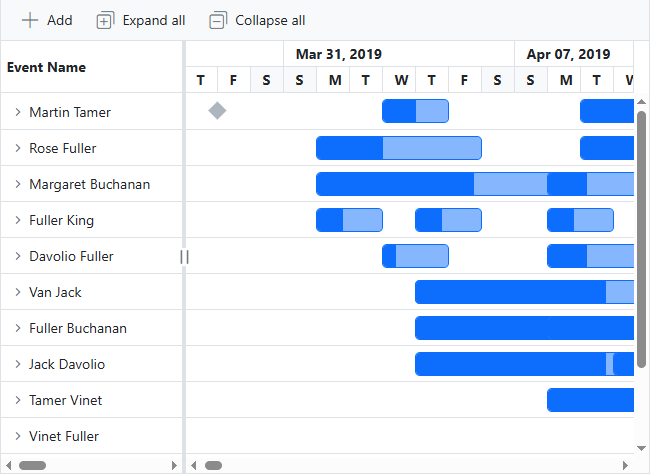 Add Expand all Collapse all
Event Name
Mar 31, 2019 Apr 07, 2019
T F S S M T W T F S S M T W
Martin Tamer
Rose Fuller
Margaret Buchanan
Fuller King
Davolio Fuller
Van Jack
Fuller Buchanan
Jack Davolio
Tamer Vinet
Vinet Fuller